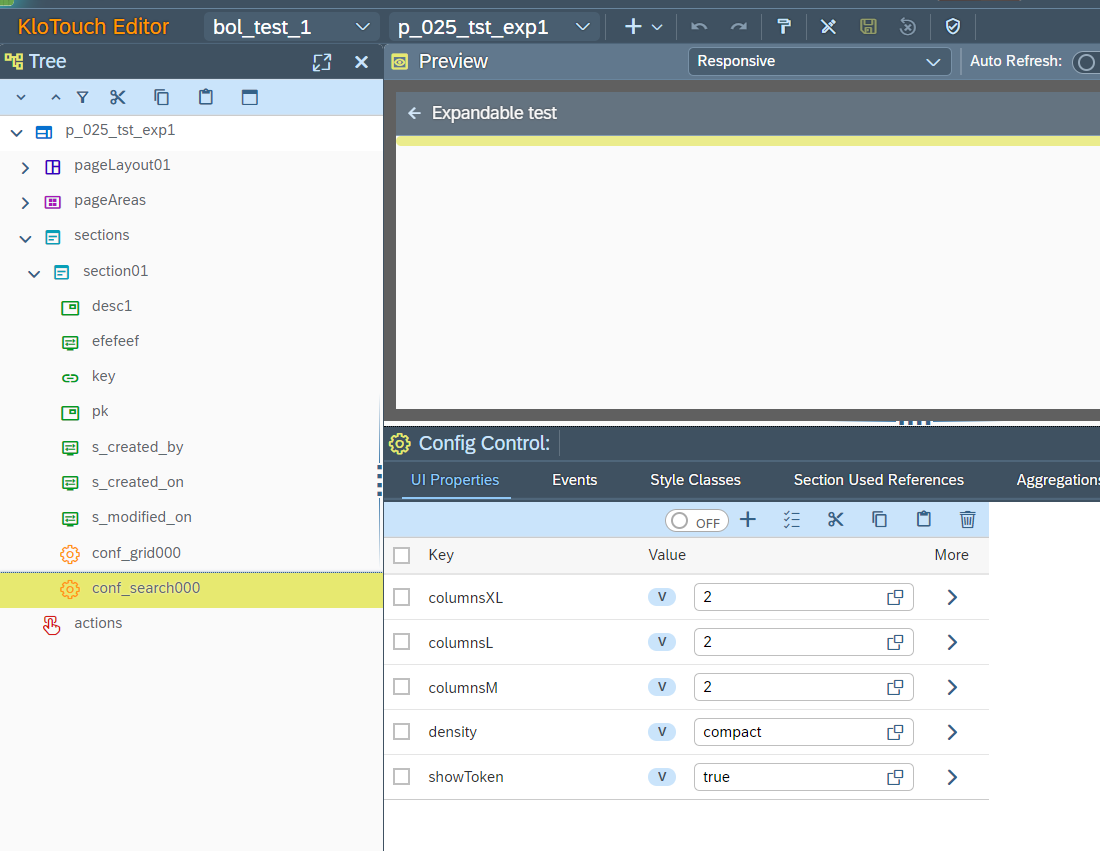 KloTouch Editor bol_test_1 p_025_tst_exp1
Tree
Preview Responsive Auto Refresh:
p_025_tst_exp1
pageLayout01
pageAreas
sections
section01
desc1
efefeef
key
pk
s_created_by
s_created_on
s_modified_on
conf_grid000
conf_search000
actions
Expandable test
Config Control:
UI Properties Events Style Classes Section Used References Aggregations
OFF
Key Value More
columnsXL V 2
columnsL V 2
columnsM V 2
density V compact
showToken V true